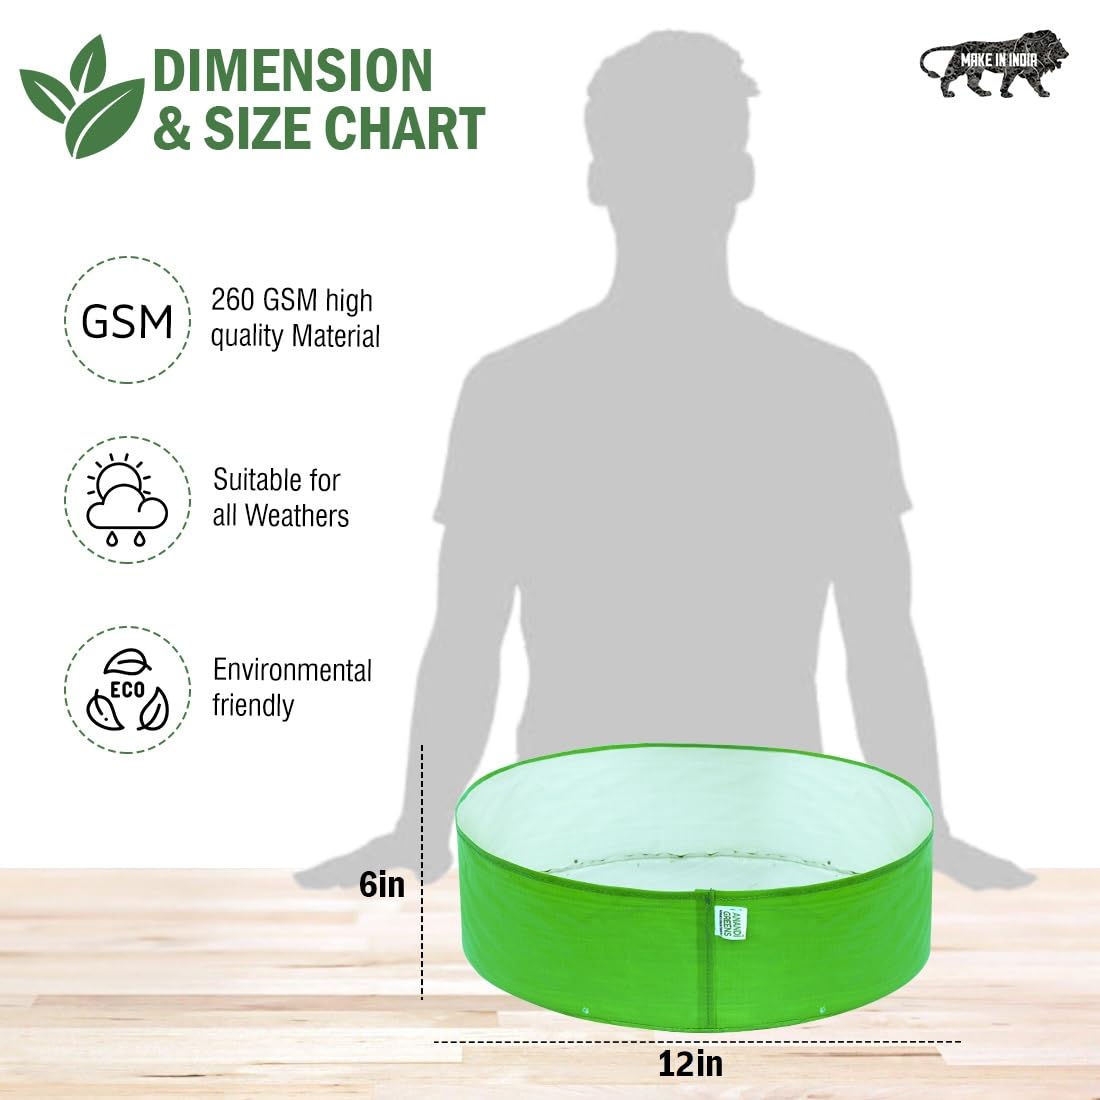 DIMENSION
& SIZE CHART
MAKE IN INDIA
GSM
260 GSM high
quality Material
Suitable for
all Weathers
ECO
Environmental
friendly
6in
ANANDI
GREENS
12in